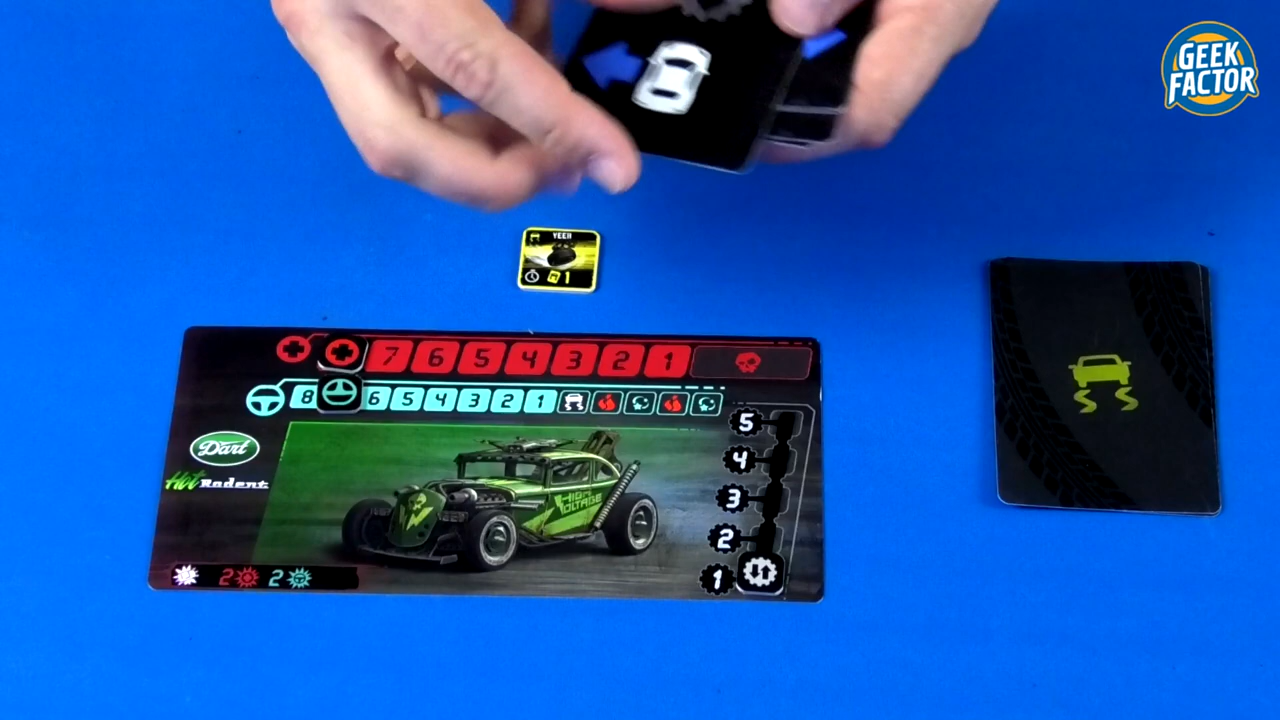 GEEK
FACTOR
YEEH
1
7 6 5 4 3 2 1
8 6 5 4 3 2 1
5
4
3
2
1
Dart
Hot Rodent
HIGH
VOLTAGE
2 2